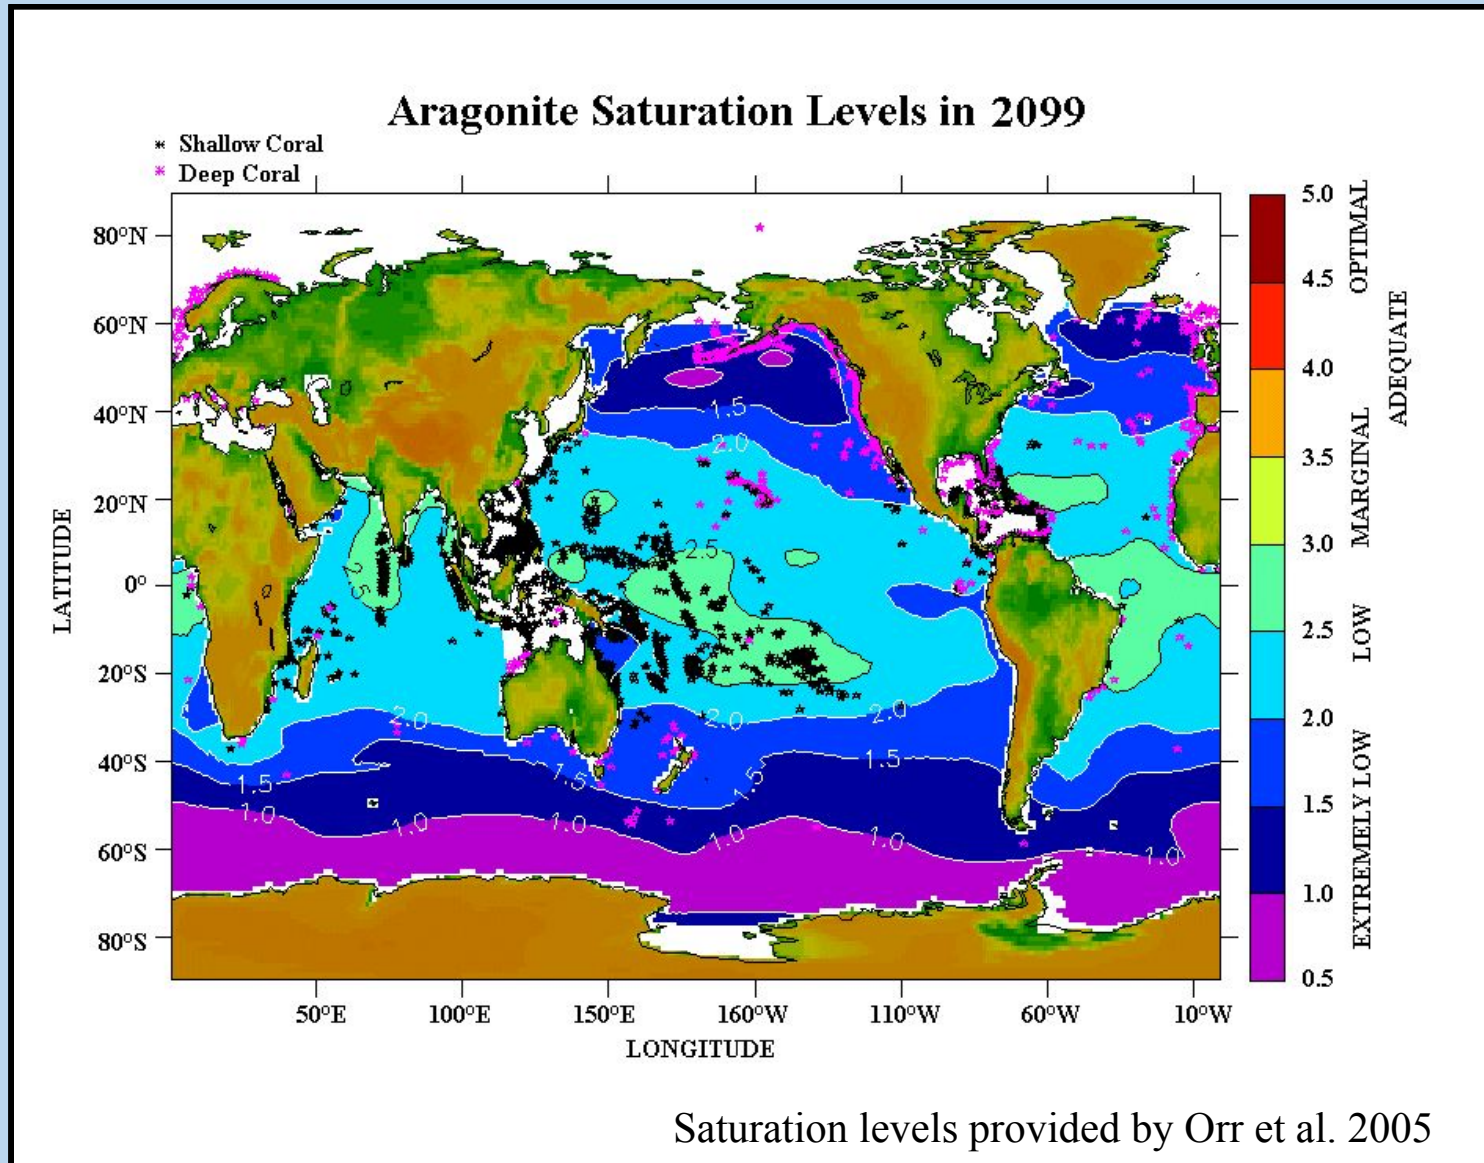 Aragonite Saturation Levels in 2099
* Shallow Coral
* Deep Coral
80°N
60°N
40°N
20°N
0°
20°S
40°S
60°S
80°S
LATITUDE
50°E 100°E 150°E 160°W 110°W 60°W 10°W
LONGITUDE
1.5
2.0
2.5
2.5
2.0
2.0
2.0
1.5
1.5
1.5
1.5
1.0
1.0
1.0
1.0
1.0
1.0
5.0
4.5
4.0
3.5
3.0
2.5
2.0
1.5
1.0
0.5
OPTIMAL
ADEQUATE
MARGINAL
LOW
EXTREMELY LOW
Saturation levels provided by Orr et al. 2005